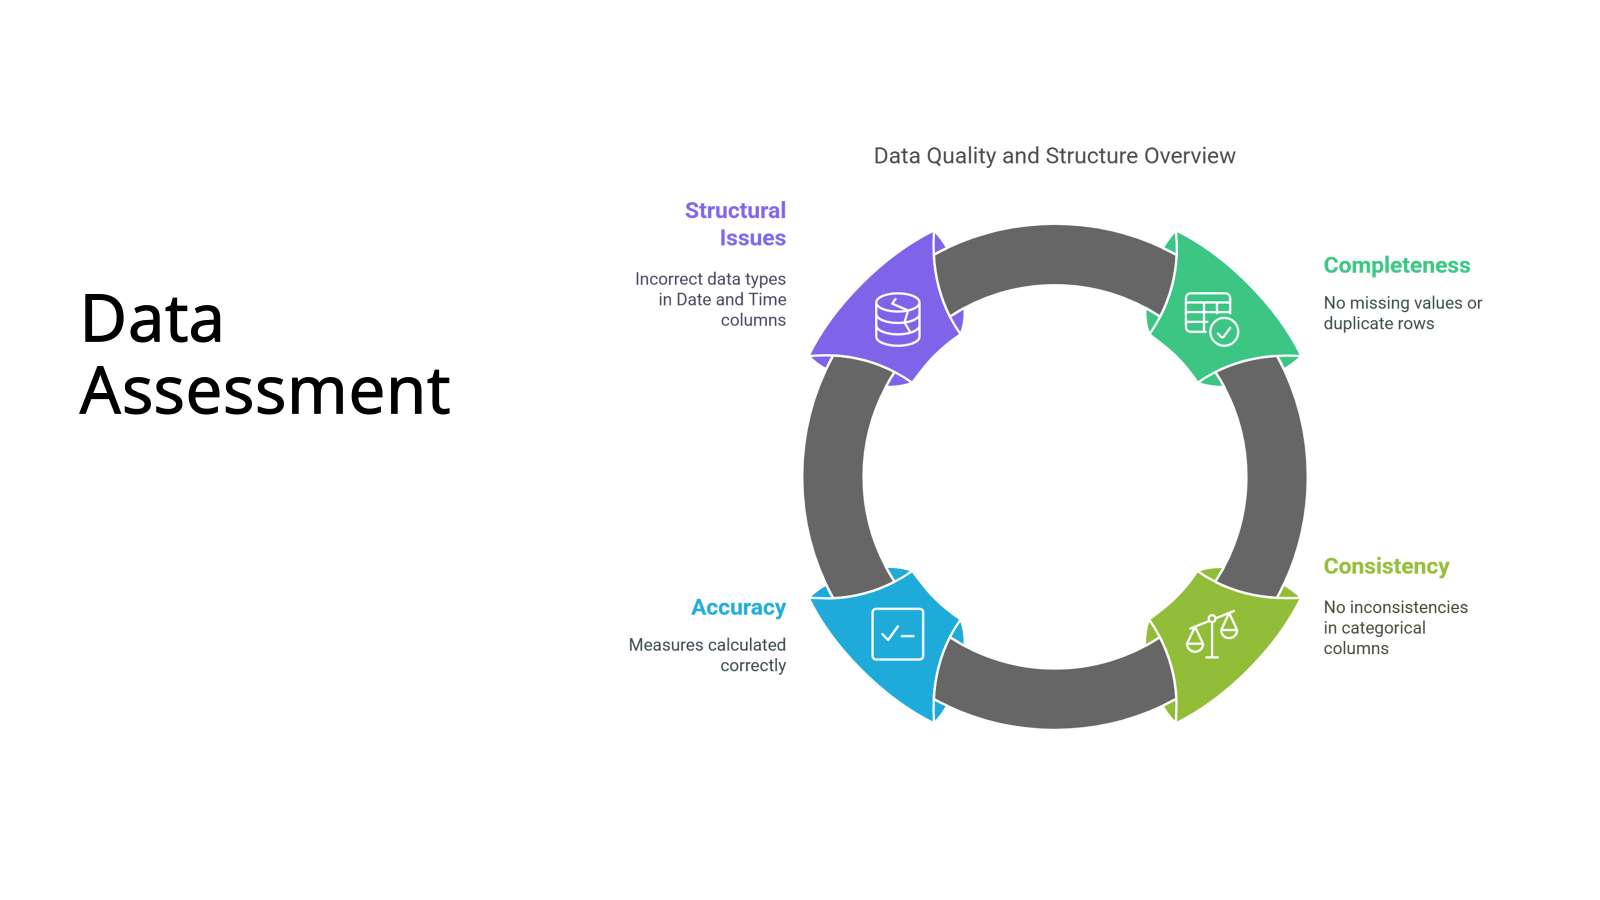 Data
Assessment
Data Quality and Structure Overview
Structural
Issues
Incorrect data types
in Date and Time
columns
Completeness
No missing values or
duplicate rows
Accuracy
Measures calculated
correctly
Consistency
No inconsistencies
in categorical
columns